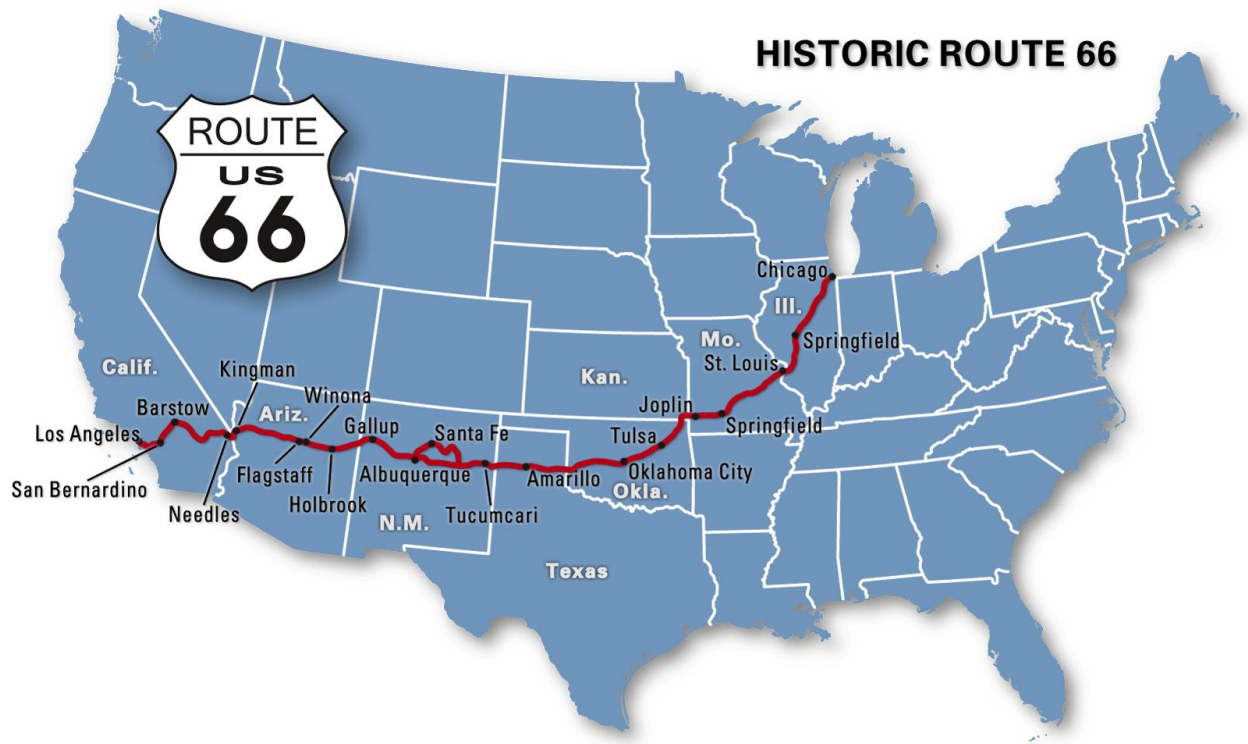 HISTORIC ROUTE 66
ROUTE
US
66
Chicago
Ill.
Mo.
Springfield
St. Louis
Calif.
Kingman
Kan.
Winona
Barstow
Ariz.
Joplin
Gallup
Santa Fe
Springfield
Los Angeles
Tulsa
Flagstaff
Albuquerque
Amarillo
Oklahoma City
San Bernardino
Holbrook
Okla.
Needles
N.M.
Tucumcari
Texas